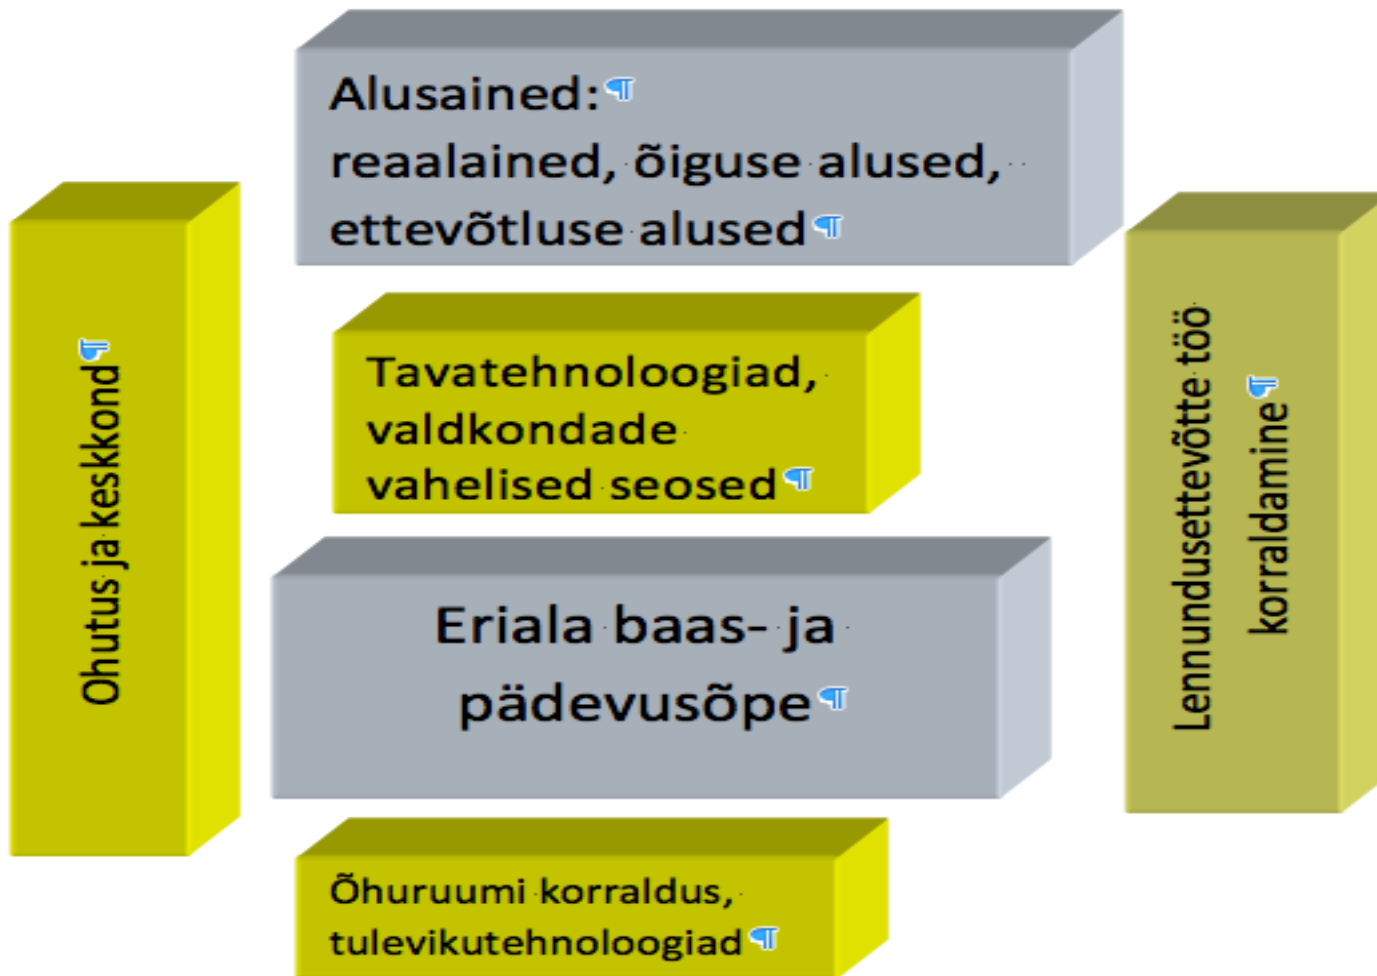 Alusained:
reaalained, õiguse alused,
ettevõtluse alused
Ohutus ja keskkond
Tavatehnoloogiad,
valdkondade
vahelised seosed
Lennundusettevõtte töö
korraldamine
Eriala baas- ja
pädevusõpe
Õhuruumi korraldus,
tulevikutehnoloogiad